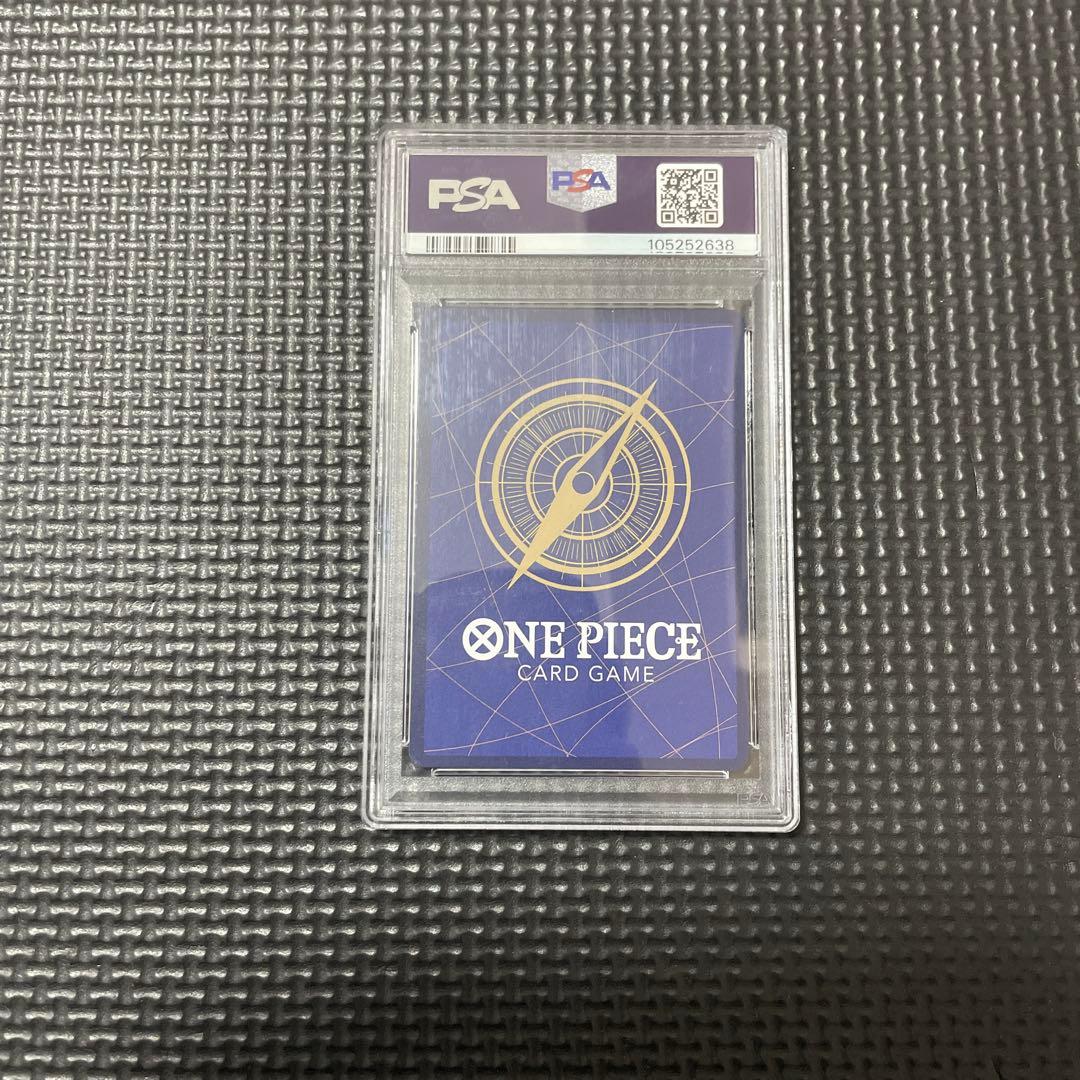 PSA
PSA
105252638
ONE PIECE
CARD GAME
PSA